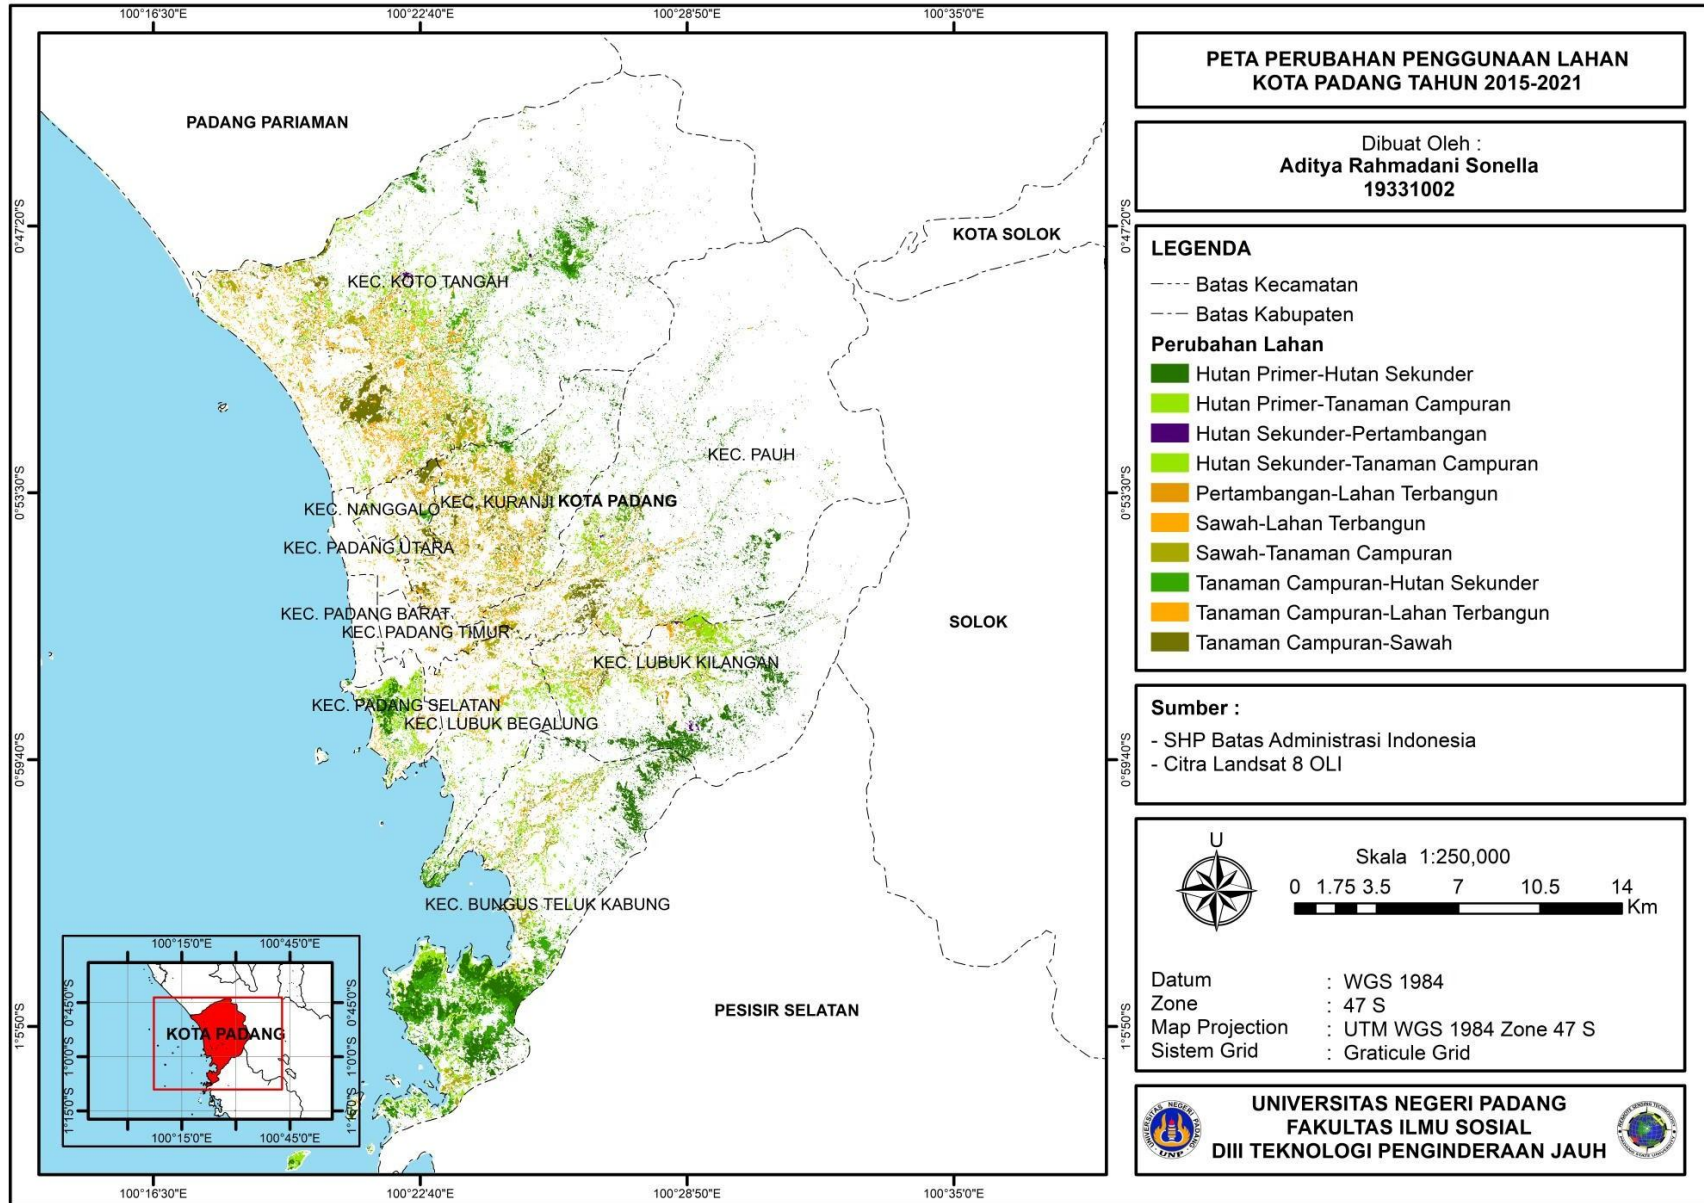 100°16'30"E 100°22'40"E 100°28'50"E 100°35'0"E
0°47'20"S 0°47'20"S
0°53'30"S 0°53'30"S
0°59'40"S 0°59'40"S
1°5'50"S 1°5'50"S
PADANG PARIAMAN
KOTA SOLOK
KEC. KOTO TANGAH
KEC. PAUH
KEC. NANGGALO
KEC. KURANJI
KOTA PADANG
KEC. PADANG UTARA
KEC. PADANG BARAT
KEC. PADANG TIMUR
SOLOK
KEC. LUBUK KILANGAN
KEC. PADANG SELATAN
KEC. LUBUK BEGALUNG
KEC. BUNGUS TELUK KABUNG
PESISIR SELATAN
100°15'0"E 100°45'0"E
0°45'0"S 0°45'0"S
KOTA PADANG
1°0'0"S 1°0'0"S
1°15'0"S 1°15'0"S
100°15'0"E 100°45'0"E
100°16'30"E 100°22'40"E 100°28'50"E 100°35'0"E
PETA PERUBAHAN PENGGUNAAN LAHAN
KOTA PADANG TAHUN 2015-2021
Dibuat Oleh :
Aditya Rahmadani Sonella
19331002
LEGENDA
Batas Kecamatan
Batas Kabupaten
Perubahan Lahan
Hutan Primer-Hutan Sekunder
Hutan Primer-Tanaman Campuran
Hutan Sekunder-Pertambangan
Hutan Sekunder-Tanaman Campuran
Pertambangan-Lahan Terbangun
Sawah-Lahan Terbangun
Sawah-Tanaman Campuran
Tanaman Campuran-Hutan Sekunder
Tanaman Campuran-Lahan Terbangun
Tanaman Campuran-Sawah
Sumber :
- SHP Batas Administrasi Indonesia
- Citra Landsat 8 OLI
U
Skala 1:250,000
0 1.75 3.5 7 10.5 14
Km
Datum : WGS 1984
Zone : 47 S
Map Projection : UTM WGS 1984 Zone 47 S
Sistem Grid : Graticule Grid
UNIVERSITAS NEGERI PADANG
FAKULTAS ILMU SOSIAL
DIII TEKNOLOGI PENGINDERAAN JAUH
UNIVERSITAS NEGERI PADANG
UNP